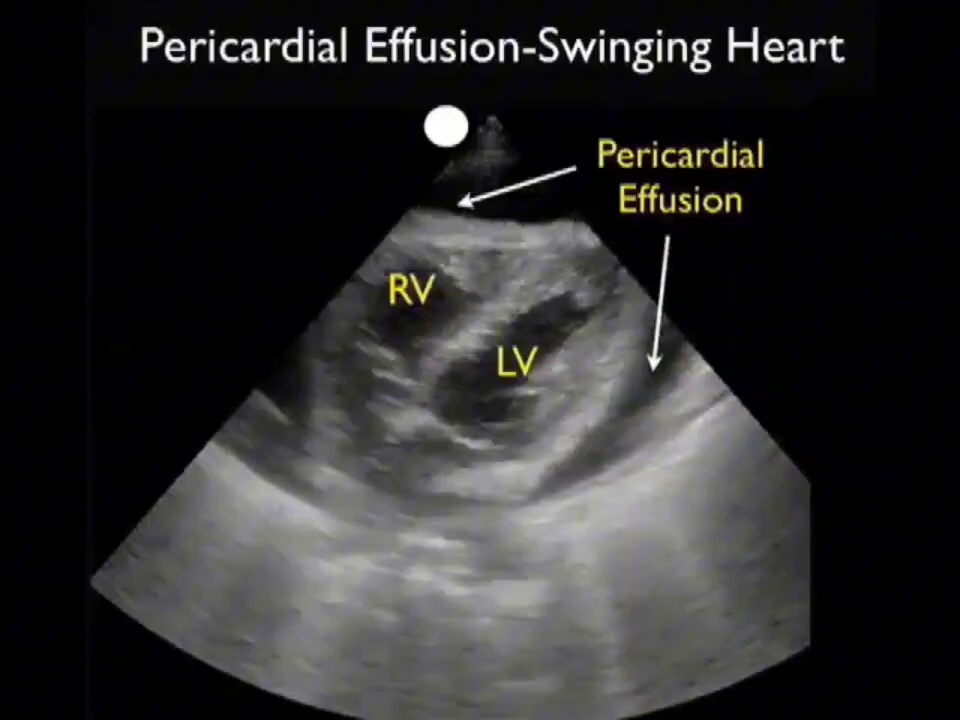 Pericardial Effusion-Swinging Heart
Pericardial
Effusion
RV
LV